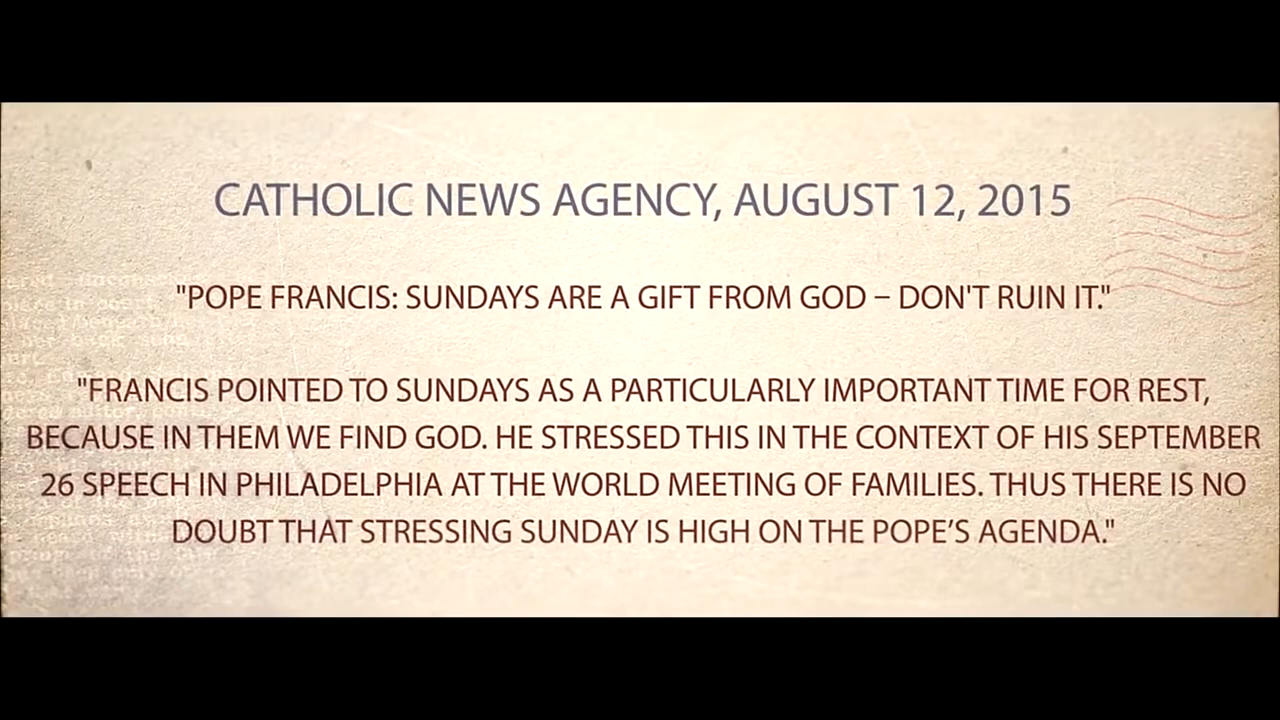 CATHOLIC NEWS AGENCY, AUGUST 12, 2015
"POPE FRANCIS: SUNDAYS ARE A GIFT FROM GOD – DON'T RUIN IT."
"FRANCIS POINTED TO SUNDAYS AS A PARTICULARLY IMPORTANT TIME FOR REST,
BECAUSE IN THEM WE FIND GOD. HE STRESSED THIS IN THE CONTEXT OF HIS SEPTEMBER
26 SPEECH IN PHILADELPHIA AT THE WORLD MEETING OF FAMILIES. THUS THERE IS NO
DOUBT THAT STRESSING SUNDAY IS HIGH ON THE POPE’S AGENDA."